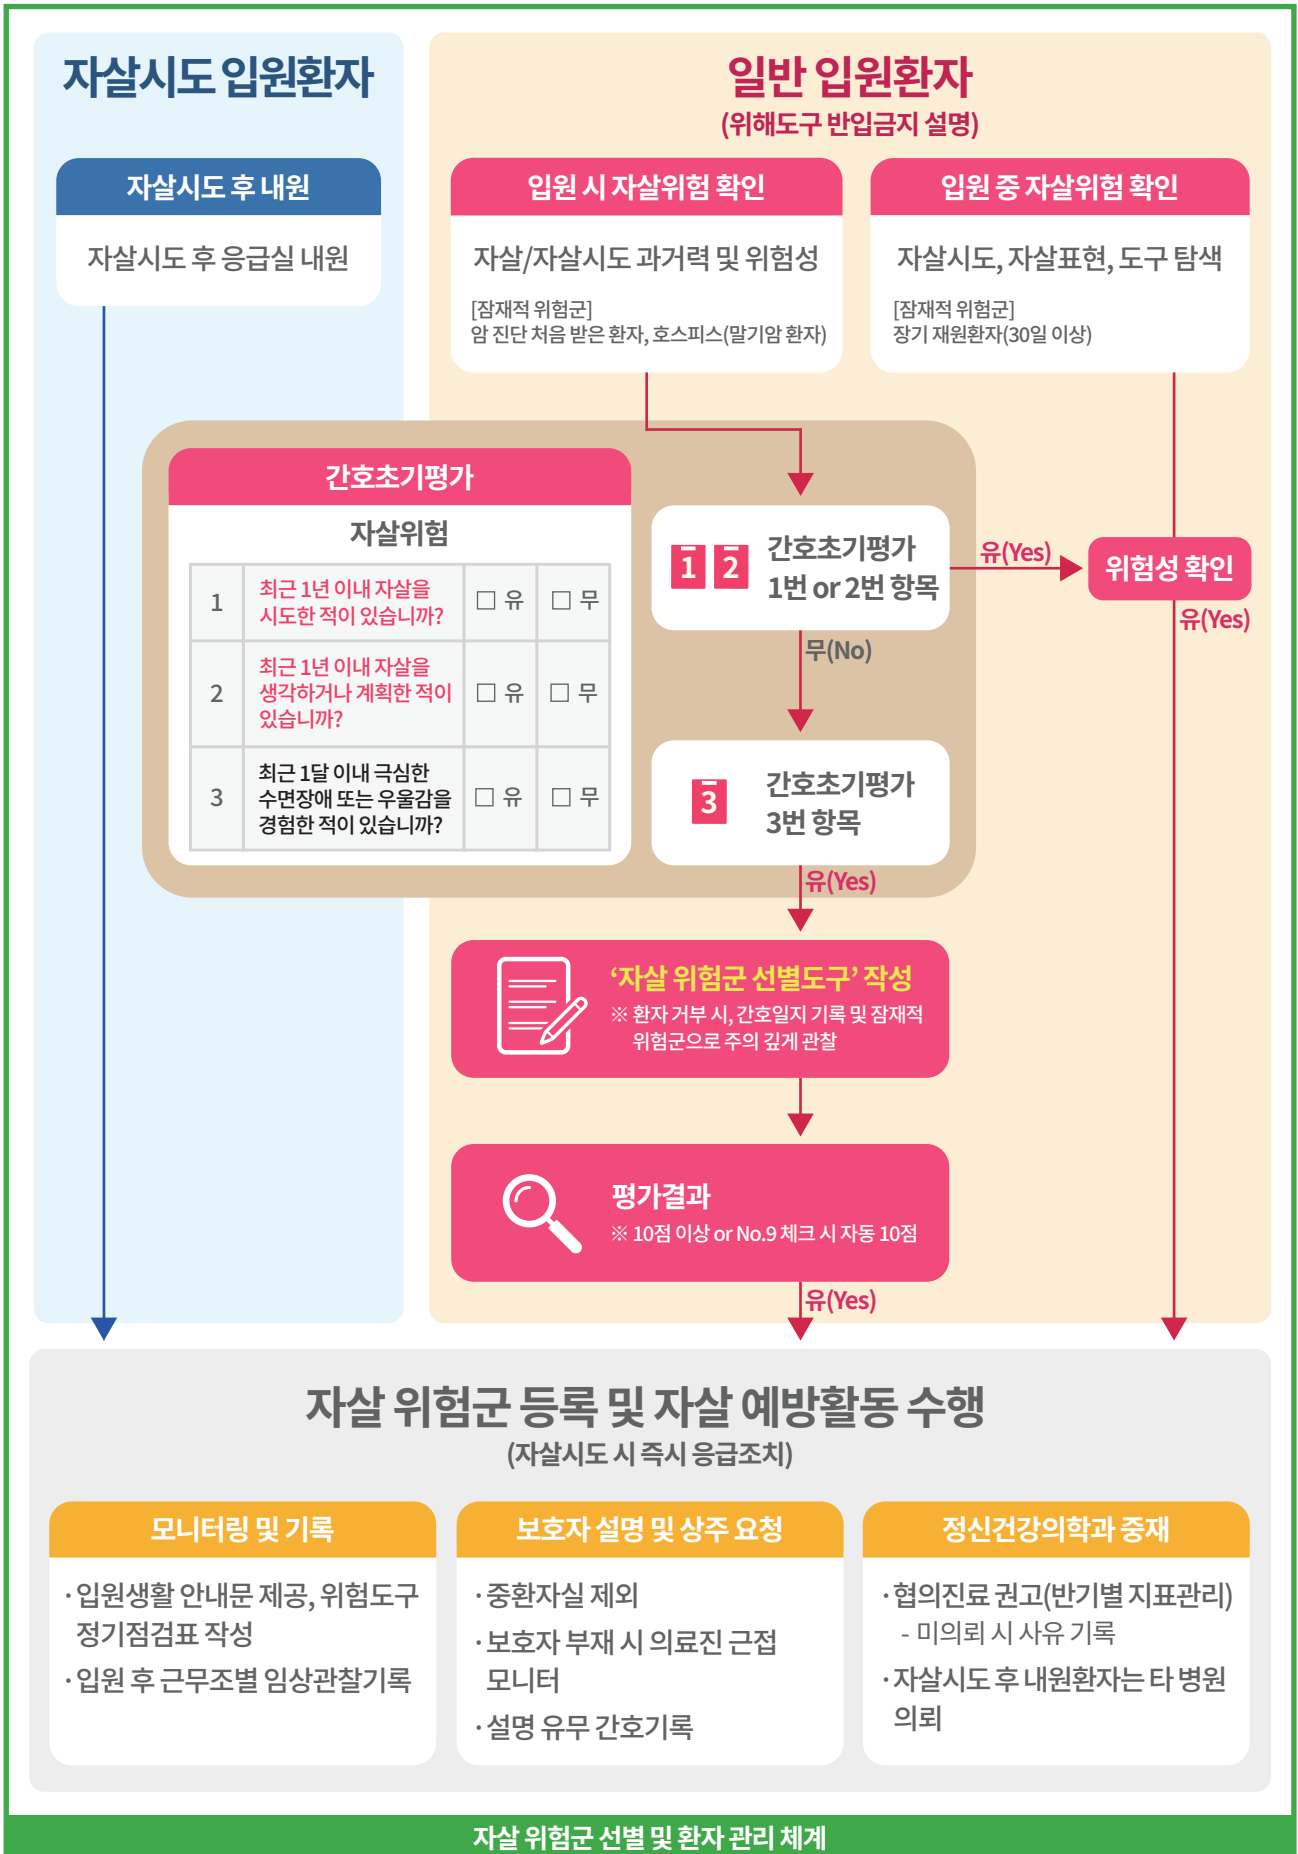 자살시도 입원환자
자살시도 후 내원
자살시도 후 응급실 내원
일반 입원환자
(위해도구 반입금지 설명)
입원 시 자살위험 확인
자살/자살시도 과거력 및 위험성
[잠재적 위험군]
암 진단 처음 받은 환자, 호스피스(말기암 환자)
입원 중 자살위험 확인
자살시도, 자살표현, 도구 탐색
[잠재적 위험군]
장기 재원환자(30일 이상)
간호초기평가
자살위험
1
최근 1년 이내 자살을
시도한 적이 있습니까?
□ 유
□ 무
2
최근 1년 이내 자살을
생각하거나 계획한 적이
있습니까?
□ 유
□ 무
3
최근 1달 이내 극심한
수면장애 또는 우울감을
경험한 적이 있습니까?
□ 유
□ 무
1 2
간호초기평가
1번 or 2번 항목
유(Yes)
위험성 확인
유(Yes)
무(No)
3
간호초기평가
3번 항목
유(Yes)
‘자살 위험군 선별도구’ 작성
※ 환자 거부 시, 간호일지 기록 및 잠재적
위험군으로 주의 깊게 관찰
평가결과
※ 10점 이상 or No.9 체크 시 자동 10점
유(Yes)
자살 위험군 등록 및 자살 예방활동 수행
(자살시도 시 즉시 응급조치)
모니터링 및 기록
· 입원생활 안내문 제공, 위험도구
정기점검표 작성
· 입원 후 근무조별 임상관찰기록
보호자 설명 및 상주 요청
· 중환자실 제외
· 보호자 부재 시 의료진 근접
모니터
· 설명 유무 간호기록
정신건강의학과 중재
· 협의진료 권고(반기별 지표관리)
- 미의뢰 시 사유 기록
· 자살시도 후 내원환자는 타 병원
의뢰
자살 위험군 선별 및 환자 관리 체계